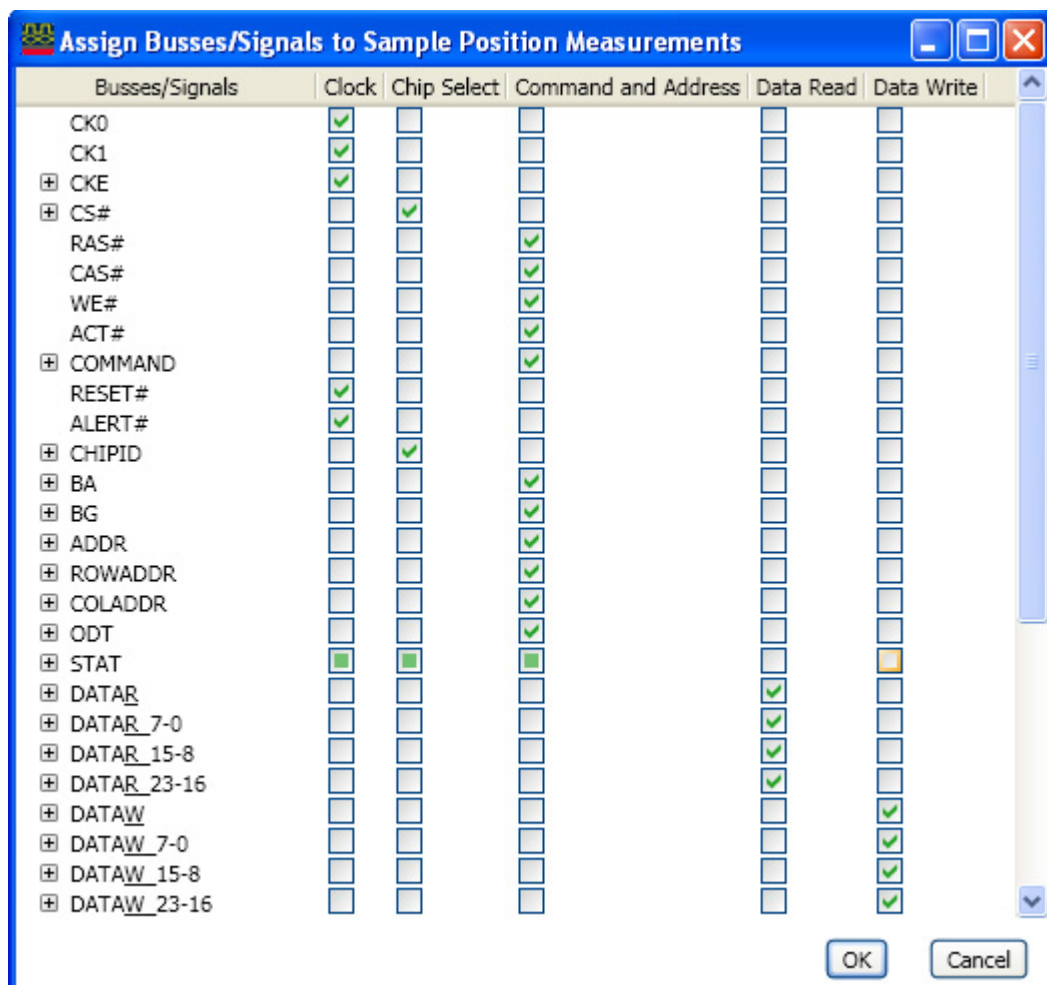 Assign Busses/Signals to Sample Position Measurements
Busses/Signals Clock Chip Select Command and Address Data Read Data Write
CK0
CK1
CKE
CS#
RAS#
CAS#
WE#
ACT#
COMMAND
RESET#
ALERT#
CHIPID
BA
BG
ADDR
ROWADDR
COLADDR
ODT
STAT
DATAR
DATAR_7-0
DATAR_15-8
DATAR_23-16
DATAW
DATAW_7-0
DATAW_15-8
DATAW_23-16
OK Cancel